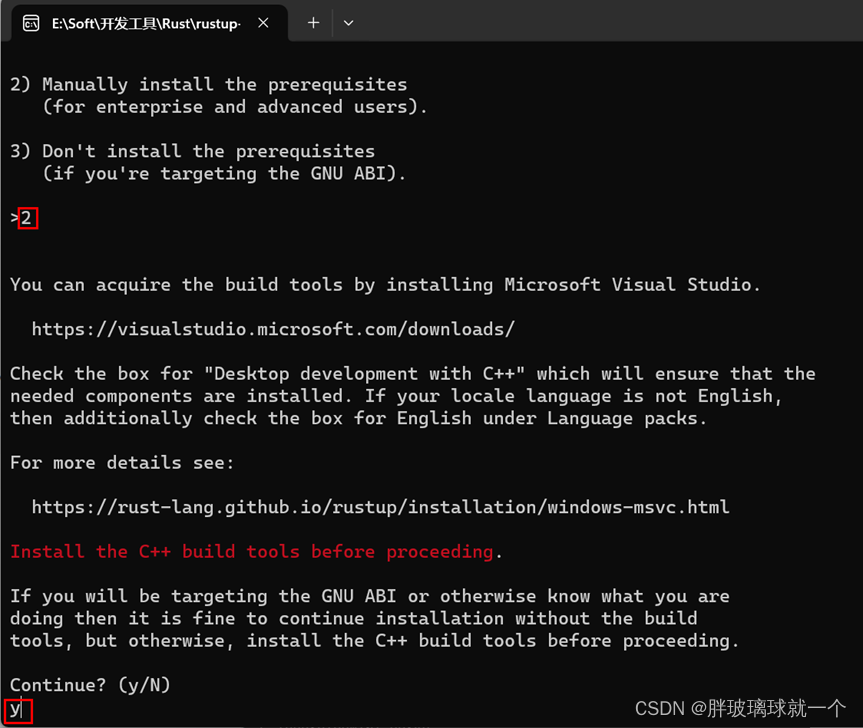 E:\Soft\开发工具\Rust\rustup-
2) Manually install the prerequisites
(for enterprise and advanced users).
3) Don't install the prerequisites
(if you're targeting the GNU ABI).
>2
You can acquire the build tools by installing Microsoft Visual Studio.
https://visualstudio.microsoft.com/downloads/
Check the box for "Desktop development with C++" which will ensure that the
needed components are installed. If your locale language is not English,
then additionally check the box for English under Language packs.
For more details see:
https://rust-lang.github.io/rustup/installation/windows-msvc.html
Install the C++ build tools before proceeding.
If you will be targeting the GNU ABI or otherwise know what you are
doing then it is fine to continue installation without the build
tools, but otherwise, install the C++ build tools before proceeding.
Continue? (y/N)
y
CSDN @胖玻璃球就一个